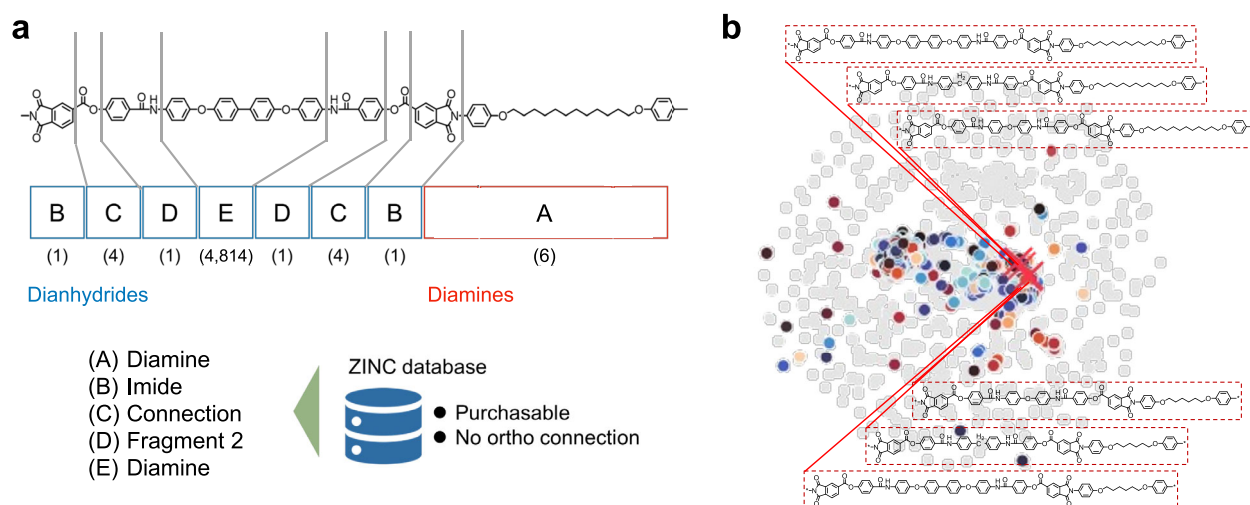 a
B C D E D C B A
(1) (4) (1) (4,814) (1) (4) (1) (6)
Dianhydrides Diamines
(A) Diamine
(B) Imide
(C) Connection
(D) Fragment 2
(E) Diamine
ZINC database
● Purchasable
● No ortho connection
b